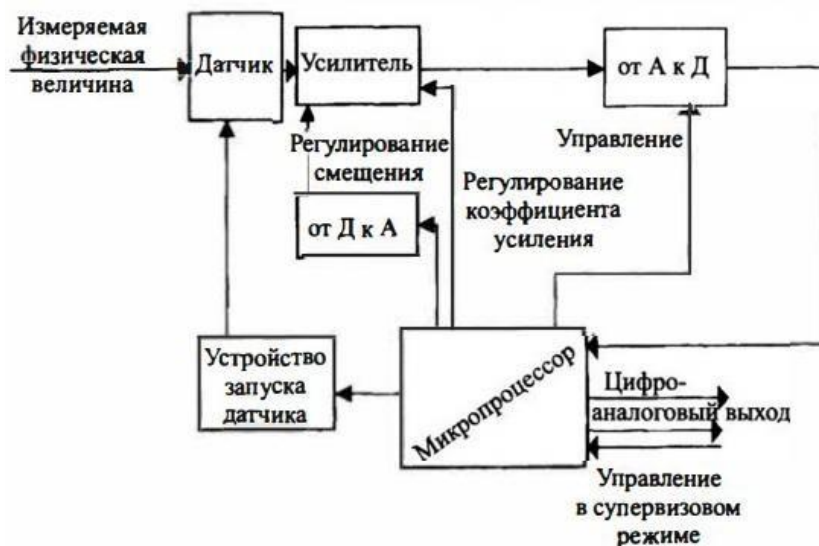 Измеряемая
физическая
величина
Датчик
Усилитель
от А к Д
Регулирование
смещения
Управление
Регулирование
коэффициента
усиления
от Д к А
Устройство
запуска
датчика
Микропроцессор
Цифро-
аналоговый выход
Управление
в супервизовом
режиме